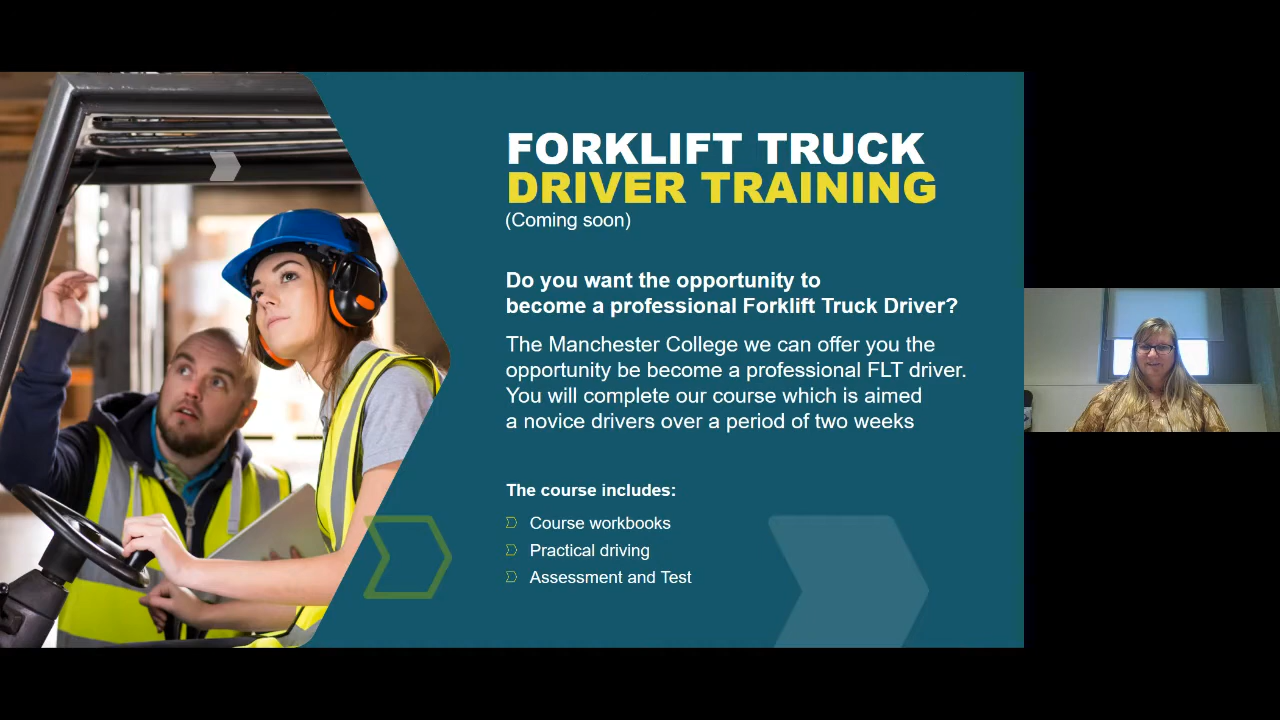 FORKLIFT TRUCK
DRIVER TRAINING
(Coming soon)
Do you want the opportunity to
become a professional Forklift Truck Driver?
The Manchester College we can offer you the
opportunity be become a professional FLT driver.
You will complete our course which is aimed
a novice drivers over a period of two weeks
The course includes:
Course workbooks
Practical driving
Assessment and Test